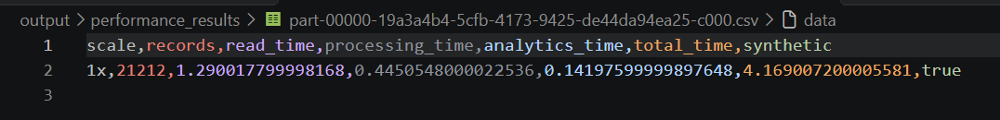 output > performance_results > part-00000-19a3a4b4-5cfb-4173-9425-de44da94ea25-c000.csv > data
1 scale,records,read_time,processing_time,analytics_time,total_time,synthetic
2 1x,21212,1.290017799998168,0.4450548000022536,0.14197599999897648,4.169007200005581,true
3